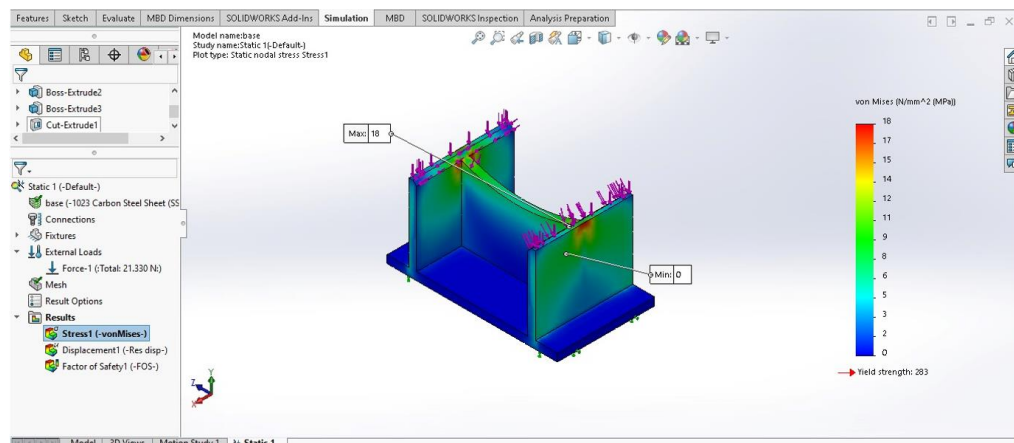 Features Sketch Evaluate MBD Dimensions SOLIDWORKS Add-Ins Simulation MBD SOLIDWORKS Inspection Analysis Preparation
Model name:base
Study name:Static 1(-Default-)
Plot type: Static nodal stress Stress1
Boss-Extrude2
Boss-Extrude3
Cut-Extrude1
Static 1 (-Default-)
base (-1023 Carbon Steel Sheet (SS
Connections
Fixtures
External Loads
Force-1 (:Total: 21.330 N:)
Mesh
Result Options
Results
Stress1 (-vonMises-)
Displacement1 (-Res disp-)
Factor of Safety1 (-FOS-)
Max: 18
Min: 0
von Mises (N/mm^2 (MPa))
18
17
15
14
12
11
9
8
6
5
3
2
0
Yield strength: 283
Y
Z
X
Model 3D Views Motion Study 1 Static 1